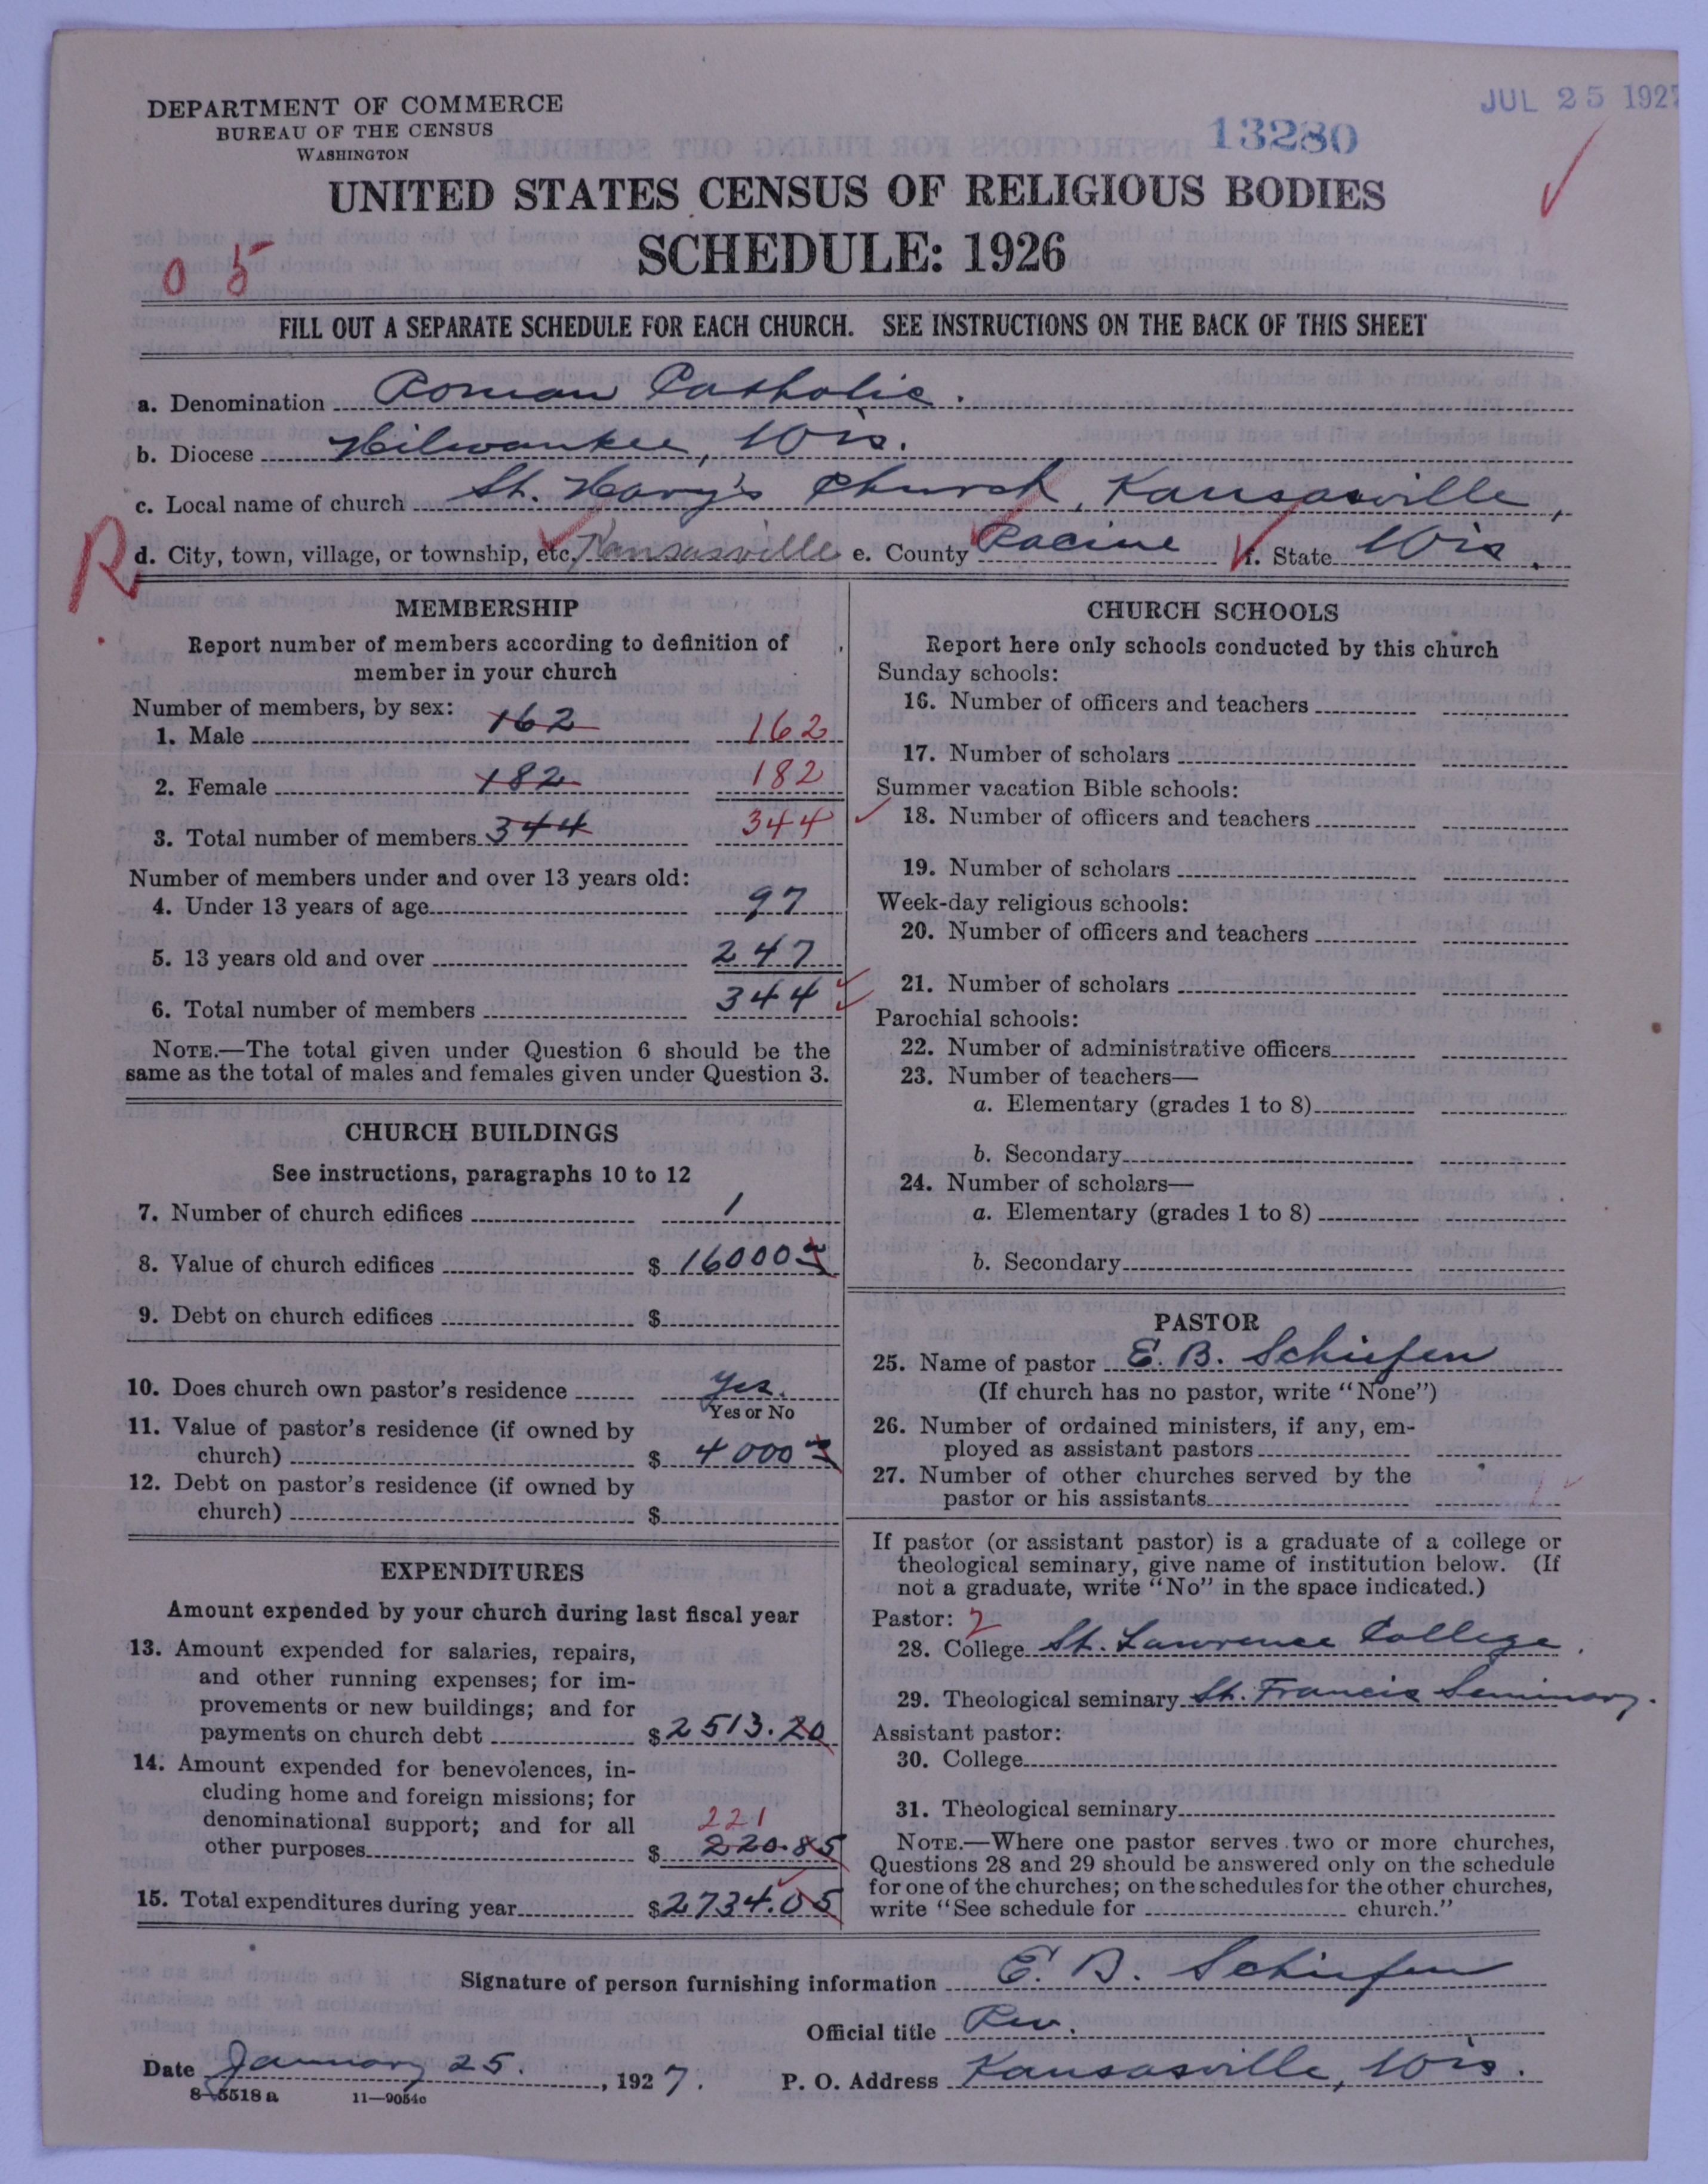 JUL 25 1927
DEPARTMENT OF COMMERCE
BUREAU OF THE CENSUS
WASHINGTON
13280
UNITED STATES CENSUS OF RELIGIOUS BODIES
SCHEDULE: 1926
0 5
FILL OUT A SEPARATE SCHEDULE FOR EACH CHURCH. SEE INSTRUCTIONS ON THE BACK OF THIS SHEET
a. Denomination Roman Catholic.
b. Diocese Milwaukee, Wis.
c. Local name of church St. Mary's Church, Kansasville,
R
d. City, town, village, or township, etc. Kansasville e. County Racine f. State Wis.
MEMBERSHIP
Report number of members according to definition of
member in your church
Number of members, by sex:
1. Male 162 162
2. Female 182 182
3. Total number of members 344 344
Number of members under and over 13 years old:
4. Under 13 years of age 97
5. 13 years old and over 247
6. Total number of members 344
NOTE.—The total given under Question 6 should be the
same as the total of males and females given under Question 3.
CHURCH BUILDINGS
See instructions, paragraphs 10 to 12
7. Number of church edifices 1
8. Value of church edifices $ 16000
9. Debt on church edifices $
10. Does church own pastor's residence yes.
Yes or No
11. Value of pastor's residence (if owned by
church) $ 4000
12. Debt on pastor's residence (if owned by
church) $
EXPENDITURES
Amount expended by your church during last fiscal year
13. Amount expended for salaries, repairs,
and other running expenses; for im-
provements or new buildings; and for
payments on church debt $ 2513.20
14. Amount expended for benevolences, in-
cluding home and foreign missions; for
denominational support; and for all 221
other purposes $ 220.85
15. Total expenditures during year $ 2734.05
CHURCH SCHOOLS
Report here only schools conducted by this church
Sunday schools:
16. Number of officers and teachers
17. Number of scholars
Summer vacation Bible schools:
18. Number of officers and teachers
19. Number of scholars
Week-day religious schools:
20. Number of officers and teachers
21. Number of scholars
Parochial schools:
22. Number of administrative officers
23. Number of teachers—
a. Elementary (grades 1 to 8)
b. Secondary
24. Number of scholars—
a. Elementary (grades 1 to 8)
b. Secondary
PASTOR
25. Name of pastor E. B. Schiefen
(If church has no pastor, write "None")
26. Number of ordained ministers, if any, em-
ployed as assistant pastors
27. Number of other churches served by the
pastor or his assistants
If pastor (or assistant pastor) is a graduate of a college or
theological seminary, give name of institution below. (If
not a graduate, write "No" in the space indicated.)
Pastor: 2
28. College St. Lawrence College.
29. Theological seminary St. Francis Seminary.
Assistant pastor:
30. College
31. Theological seminary
NOTE.—Where one pastor serves two or more churches,
Questions 28 and 29 should be answered only on the schedule
for one of the churches; on the schedules for the other churches,
write "See schedule for church."
Signature of person furnishing information E. B. Schiefen
Official title Rev.
Date January 25. , 1927. P. O. Address Kansasville, Wis.
8-5518 a 11-9054c